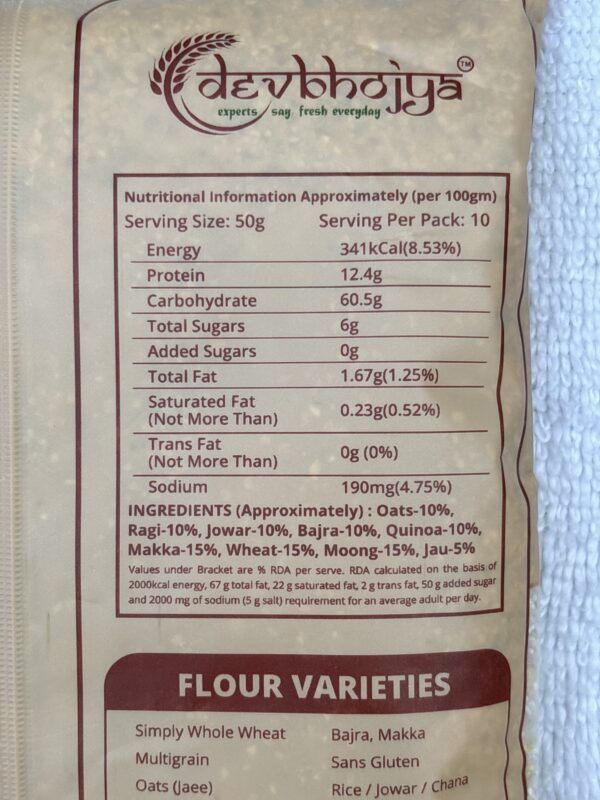 devbhojya™
experts say fresh everyday
Nutritional Information Approximately (per 100gm)
Serving Size: 50g Serving Per Pack: 10
Energy 341kCal(8.53%)
Protein 12.4g
Carbohydrate 60.5g
Total Sugars 6g
Added Sugars 0g
Total Fat 1.67g(1.25%)
Saturated Fat
(Not More Than) 0.23g(0.52%)
Trans Fat
(Not More Than) 0g (0%)
Sodium 190mg(4.75%)
INGREDIENTS (Approximately) : Oats-10%,
Ragi-10%, Jowar-10%, Bajra-10%, Quinoa-10%,
Makka-15%, Wheat-15%, Moong-15%, Jau-5%
Values under Bracket are % RDA per serve. RDA calculated on the basis of
2000kcal energy, 67 g total fat, 22 g saturated fat, 2 g trans fat, 50 g added sugar
and 2000 mg of sodium (5 g salt) requirement for an average adult per day.
FLOUR VARIETIES
Simply Whole Wheat Bajra, Makka
Multigrain Sans Gluten
Oats (Jaee) Rice / Jowar / Chana